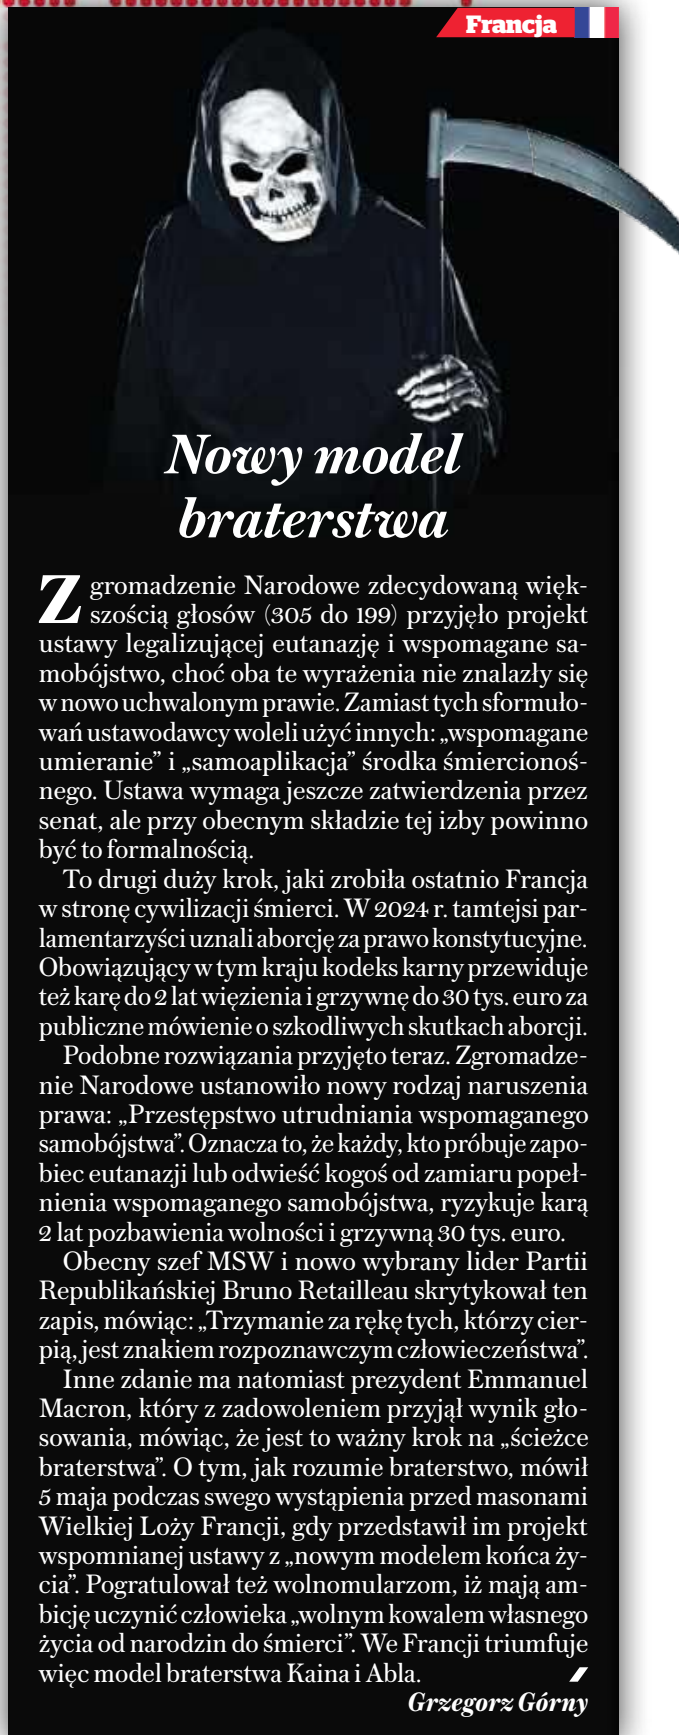 Francja
Nowy model
braterstwa
Zgromadzenie Narodowe zdecydowaną więk-
szością głosów (305 do 199) przyjęło projekt
ustawy legalizującej eutanazję i wspomagane sa-
mobójstwo, choć oba te wyrażenia nie znalazły się
w nowo uchwalonym prawie. Zamiast tych sformuło-
wań ustawodawcy woleli użyć innych: „wspomagane
umieranie” i „samoaplikacja” środka śmiercionoś-
nego. Ustawa wymaga jeszcze zatwierdzenia przez
senat, ale przy obecnym składzie tej izby powinno
być to formalnością.
To drugi duży krok, jaki zrobiła ostatnio Francja
w stronę cywilizacji śmierci. W 2024 r. tamtejsi par-
lamentarzyści uznali aborcję za prawo konstytucyjne.
Obowiązujący w tym kraju kodeks karny przewiduje
też karę do 2 lat więzienia i grzywnę do 30 tys. euro za
publiczne mówienie o szkodliwych skutkach aborcji.
Podobne rozwiązania przyjęto teraz. Zgromadze-
nie Narodowe ustanowiło nowy rodzaj naruszenia
prawa: „Przestępstwo utrudniania wspomaganego
samobójstwa”. Oznacza to, że każdy, kto próbuje zapo-
biec eutanazji lub odwieść kogoś od zamiaru popeł-
nienia wspomaganego samobójstwa, ryzykuje karą
2 lat pozbawienia wolności i grzywną 30 tys. euro.
Obecny szef MSW i nowo wybrany lider Partii
Republikańskiej Bruno Retailleau skrytykował ten
zapis, mówiąc: „Trzymanie za rękę tych, którzy cier-
pią, jest znakiem rozpoznawczym człowieczeństwa”.
Inne zdanie ma natomiast prezydent Emmanuel
Macron, który z zadowoleniem przyjął wynik gło-
sowania, mówiąc, że jest to ważny krok na „ścieżce
braterstwa”. O tym, jak rozumie braterstwo, mówił
5 maja podczas swego wystąpienia przed masonami
Wielkiej Loży Francji, gdy przedstawił im projekt
wspomnianej ustawy z „nowym modelem końca ży-
cia”. Pogratulował też wolnomularzom, iż mają am-
bicję uczynić człowieka „wolnym kowalem własnego
życia od narodzin do śmierci”. We Francji triumfuje
więc model braterstwa Kaina i Abla.
Grzegorz Górny